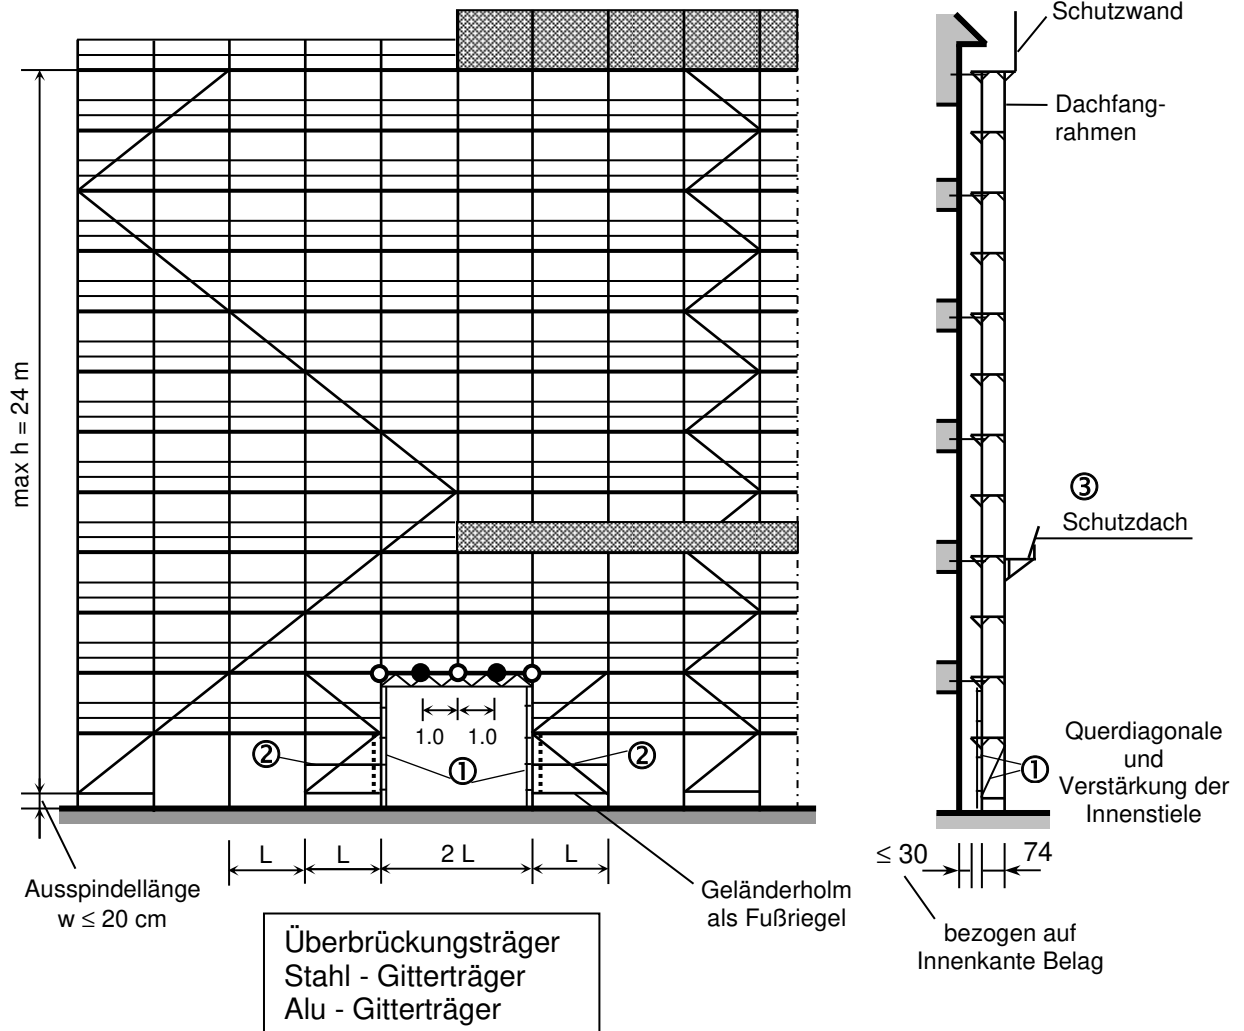 Schutzwand
Dachfang-
rahmen
max h = 24 m
③
Schutzdach
1.0 1.0
②
①
②
Querdiagonale
und
Verstärkung der
Innenstiele
①
L L 2 L L
≤ 30 74
Ausspindellänge
w ≤ 20 cm
Geländerholm
als Fußriegel
bezogen auf
Innenkante Belag
Überbrückungsträger
Stahl - Gitterträger
Alu - Gitterträger